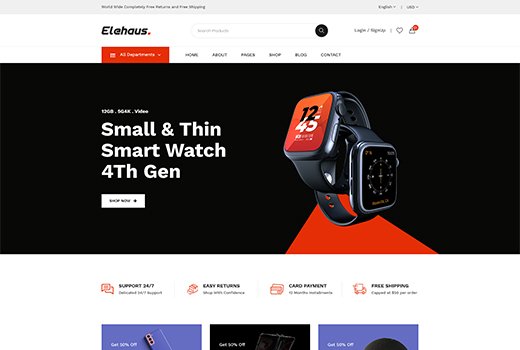 World Wide Completely Free Returns and Free Shipping
English
USD
Elehaus.
Search Products
Login / SignUp
All Departments
HOME
ABOUT
PAGES
SHOP
BLOG
CONTACT
12GB . 5G4K . Video
Small & Thin
Smart Watch
4Th Gen
SHOP NOW
12
45
SUPPORT 24/7
Delicated 24/7 Support
EASY RETURNS
Shop With Confidence
CARD PAYMENT
12 Months Installments
FREE SHIPPING
Capped at $50 per order
Get 50% Off
Get 50% Off
Get 50% Off